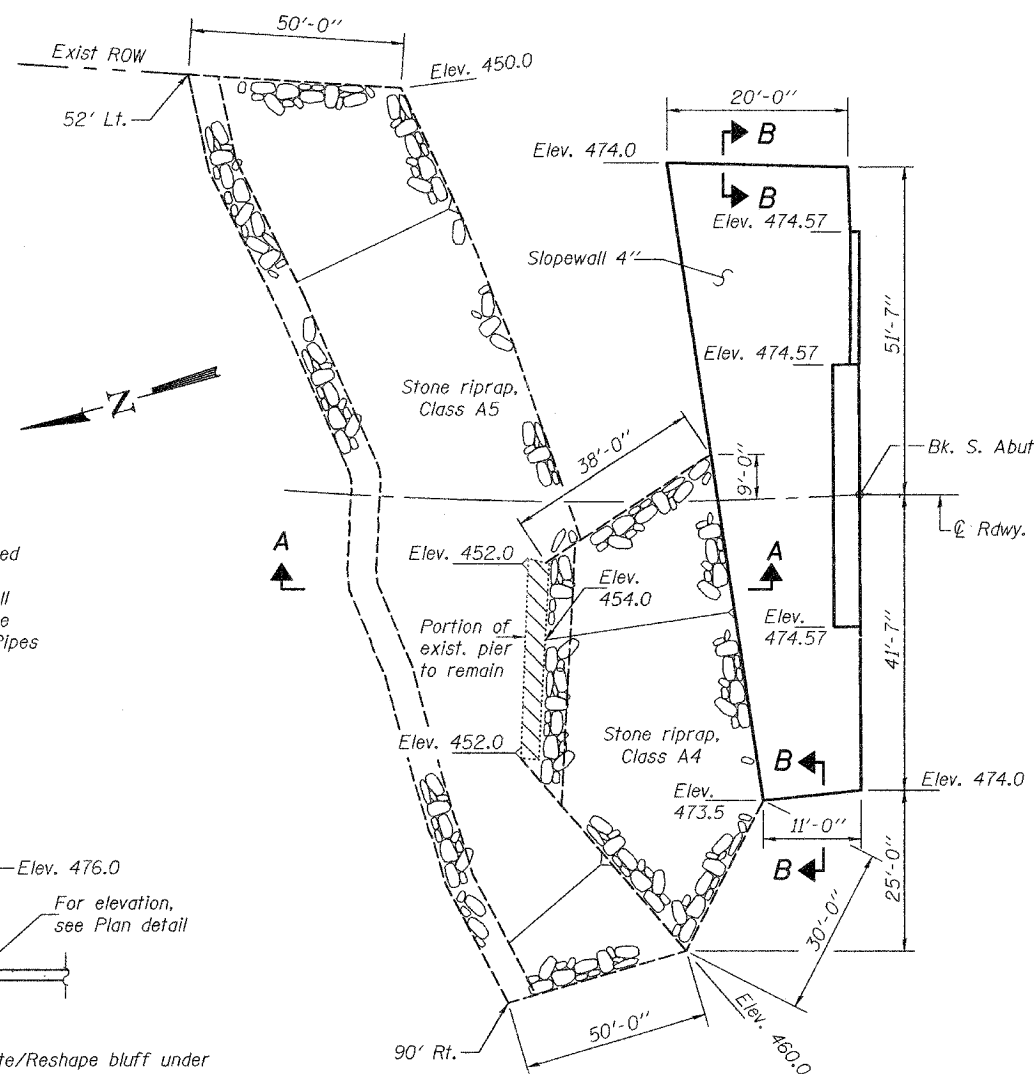 50'-0"
Exist ROW
Elev. 450.0
52' Lt.
20'-0"
B
Elev. 474.0
B
Elev. 474.57
Slopewall 4"
51'-7"
Elev. 474.57
Stone riprap,
Class A5
N
38'-0"
9'-0"
Bk. S. Abut
℄ Rdwy.
ed
ll
e
Pipes
A
A
Elev. 452.0
Elev.
454.0
Elev.
474.57
Portion of
exist. pier
to remain
41'-7"
Elev. 452.0
Stone riprap,
Class A4
B
Elev.
473.5
Elev. 474.0
11'-0"
B
25'-0"
30'-0"
Elev. 476.0
For elevation,
see Plan detail
50'-0"
Elev. 460.0
90' Rt.
te/Reshape bluff under